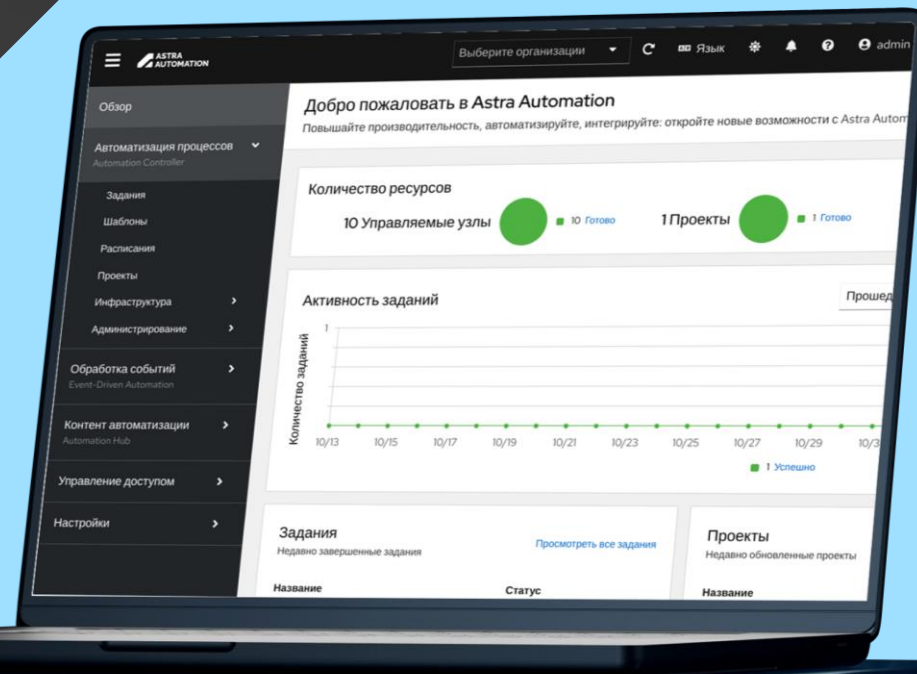 ASTRA
AUTOMATION
Выберите организации
Язык
admin
Обзор
Автоматизация процессов
Automation Controller
Задания
Шаблоны
Расписания
Проекты
Инфраструктура
Администрирование
Обработка событий
Event-Driven Automation
Контент автоматизации
Automation Hub
Управление доступом
Настройки
Добро пожаловать в Astra Automation
Повышайте производительность, автоматизируйте, интегрируйте: откройте новые возможности с Astra Autom
Количество ресурсов
10 Управляемые узлы
10 Готово
1 Проекты
1 Готово
Активность заданий
Прошед
Количество заданий
1
10/13 10/15 10/17 10/19 10/21 10/23 10/25 10/27 10/29 10/3
1 Успешно
Задания
Недавно завершенные задания
Просмотреть все задания
Название Статус
Проекты
Недавно обновленные проекты
Название